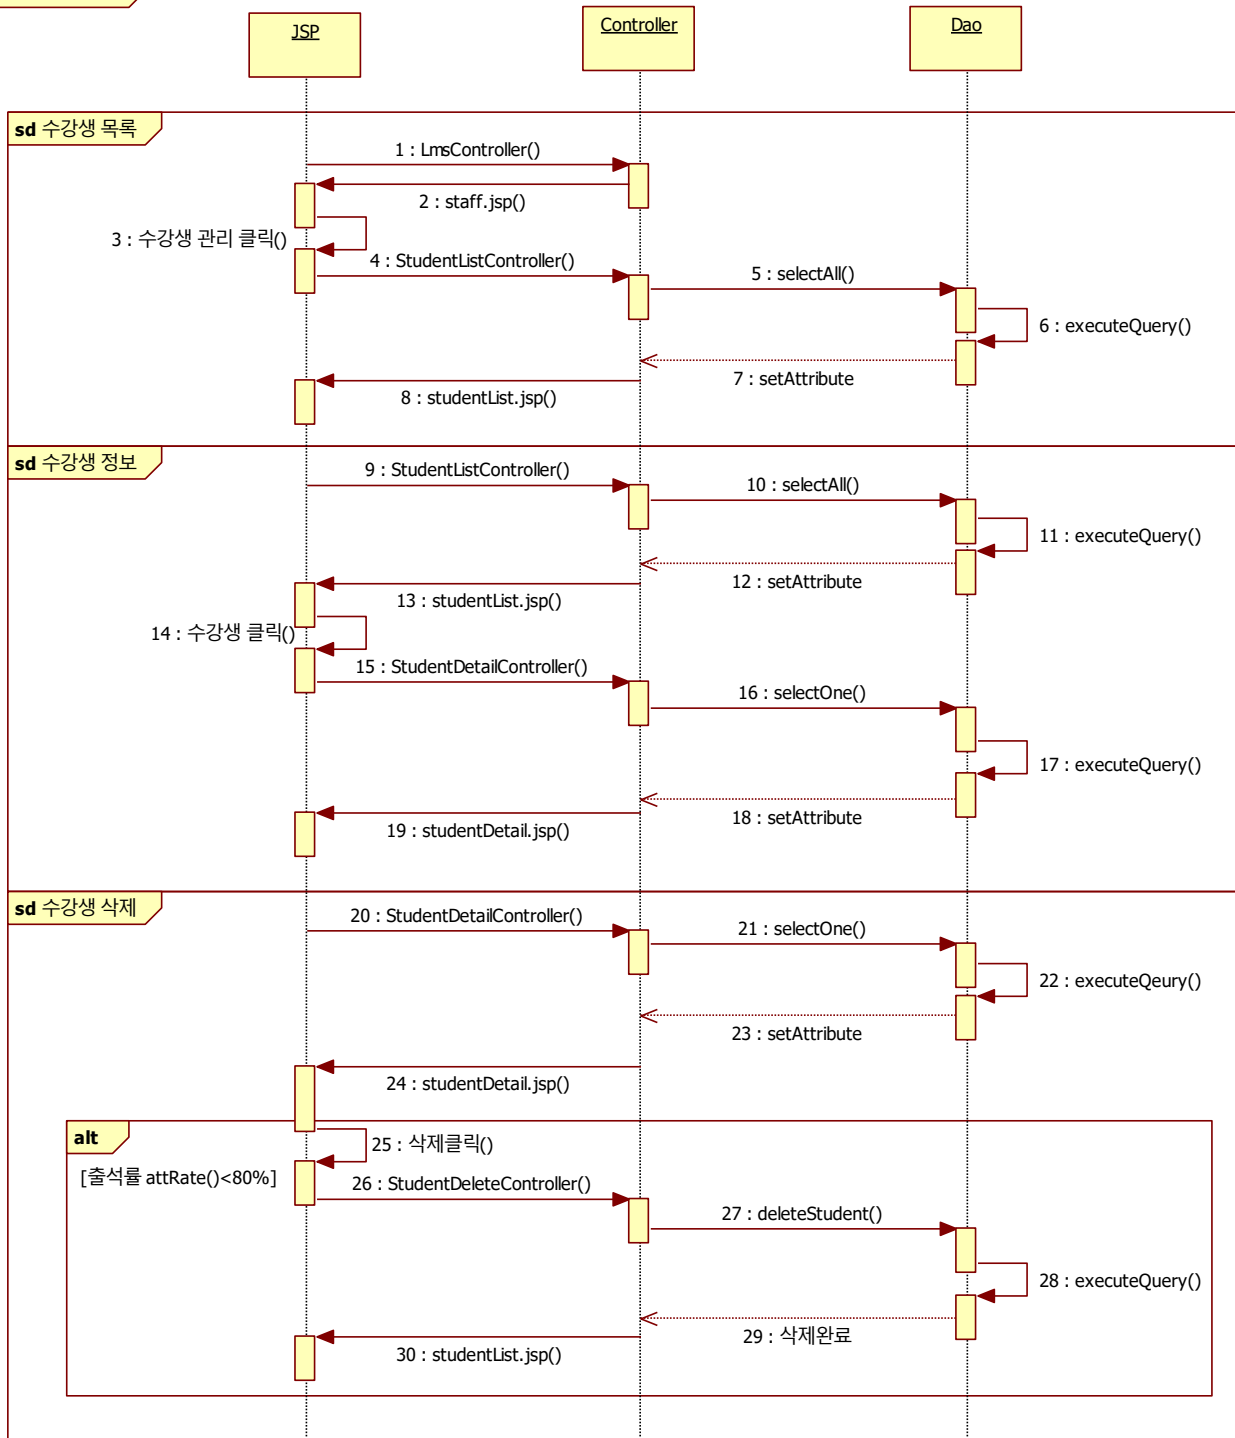 JSP
Controller
Dao
sd 수강생 목록
1 : LmsController()
2 : staff.jsp()
3 : 수강생 관리 클릭()
4 : StudentListController()
5 : selectAll()
6 : executeQuery()
7 : setAttribute
8 : studentList.jsp()
sd 수강생 정보
9 : StudentListController()
10 : selectAll()
11 : executeQuery()
12 : setAttribute
13 : studentList.jsp()
14 : 수강생 클릭()
15 : StudentDetailController()
16 : selectOne()
17 : executeQuery()
18 : setAttribute
19 : studentDetail.jsp()
sd 수강생 삭제
20 : StudentDetailController()
21 : selectOne()
22 : executeQeury()
23 : setAttribute
24 : studentDetail.jsp()
alt
25 : 삭제클릭()
[출석률 attRate()<80%]
26 : StudentDeleteController()
27 : deleteStudent()
28 : executeQuery()
29 : 삭제완료
30 : studentList.jsp()